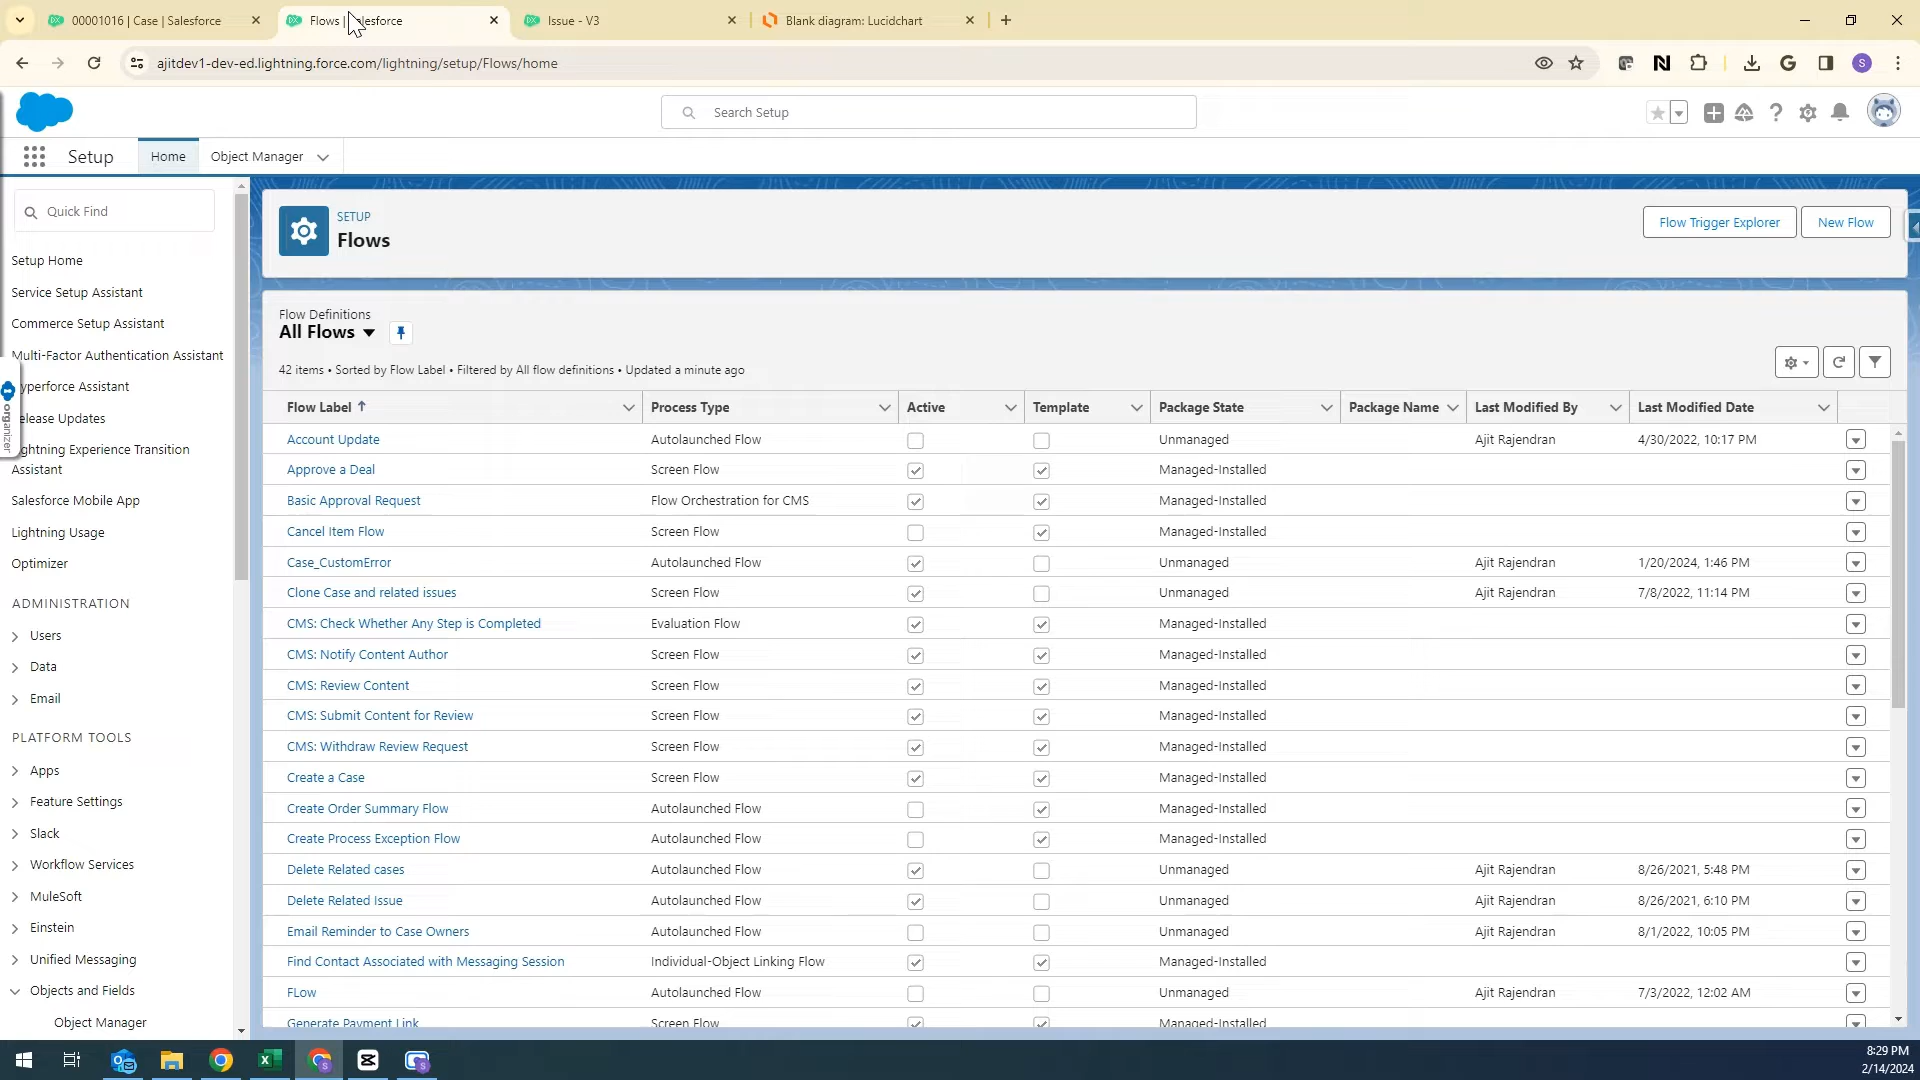 00001016 | Case | Salesforce
Flows | Salesforce
Issue - V3
Blank diagram: Lucidchart
ajitdev1-dev-ed.lightning.force.com/lightning/setup/Flows/home
S
Search Setup
Setup
Home
Object Manager
Quick Find
Setup Home
Service Setup Assistant
Commerce Setup Assistant
Multi-Factor Authentication Assistant
yperforce Assistant
elease Updates
ghtning Experience Transition
Assistant
organizer
Salesforce Mobile App
Lightning Usage
Optimizer
ADMINISTRATION
Users
Data
Email
PLATFORM TOOLS
Apps
Feature Settings
Slack
Workflow Services
MuleSoft
Einstein
Unified Messaging
Objects and Fields
Object Manager
SETUP
Flows
Flow Trigger Explorer
New Flow
Flow Definitions
All Flows
42 items • Sorted by Flow Label • Filtered by All flow definitions • Updated a minute ago
Flow Label Process Type Active Template Package State Package Name Last Modified By Last Modified Date
Account Update Autolaunched Flow Unmanaged Ajit Rajendran 4/30/2022, 10:17 PM
Approve a Deal Screen Flow Managed-Installed
Basic Approval Request Flow Orchestration for CMS Managed-Installed
Cancel Item Flow Screen Flow Managed-Installed
Case_CustomError Autolaunched Flow Unmanaged Ajit Rajendran 1/20/2024, 1:46 PM
Clone Case and related issues Screen Flow Unmanaged Ajit Rajendran 7/8/2022, 11:14 PM
CMS: Check Whether Any Step is Completed Evaluation Flow Managed-Installed
CMS: Notify Content Author Screen Flow Managed-Installed
CMS: Review Content Screen Flow Managed-Installed
CMS: Submit Content for Review Screen Flow Managed-Installed
CMS: Withdraw Review Request Screen Flow Managed-Installed
Create a Case Screen Flow Managed-Installed
Create Order Summary Flow Autolaunched Flow Managed-Installed
Create Process Exception Flow Autolaunched Flow Managed-Installed
Delete Related cases Autolaunched Flow Unmanaged Ajit Rajendran 8/26/2021, 5:48 PM
Delete Related Issue Autolaunched Flow Unmanaged Ajit Rajendran 8/26/2021, 6:10 PM
Email Reminder to Case Owners Autolaunched Flow Unmanaged Ajit Rajendran 8/1/2022, 10:05 PM
Find Contact Associated with Messaging Session Individual-Object Linking Flow Managed-Installed
FLow Autolaunched Flow Unmanaged Ajit Rajendran 7/3/2022, 12:02 AM
Generate Payment Link Screen Flow Managed-Installed
8:29 PM
2/14/2024